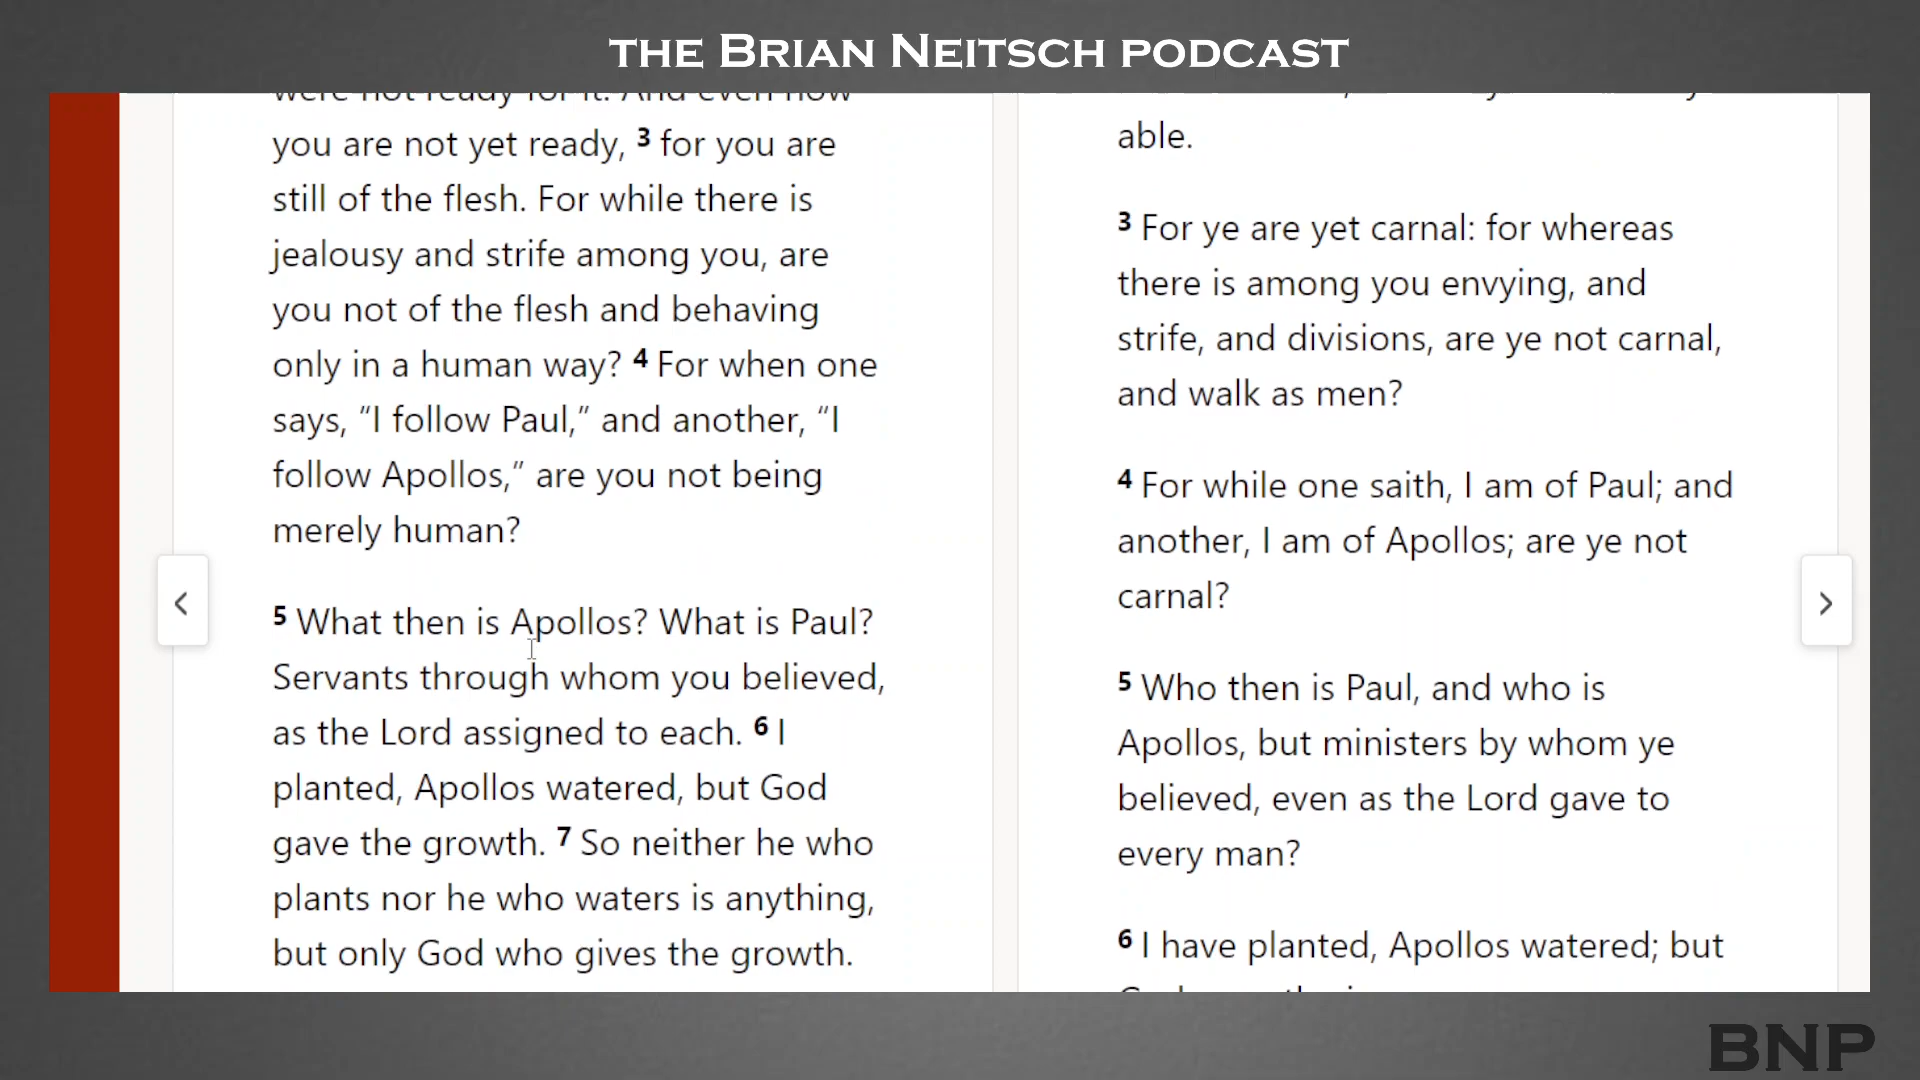 THE BRIAN NEITSCH PODCAST
were not ready for it. And even now
you are not yet ready, 3 for you are
still of the flesh. For while there is
jealousy and strife among you, are
you not of the flesh and behaving
only in a human way? 4 For when one
says, “I follow Paul,” and another, “I
follow Apollos,” are you not being
merely human?
5 What then is Apollos? What is Paul?
Servants through whom you believed,
as the Lord assigned to each. 6 I
planted, Apollos watered, but God
gave the growth. 7 So neither he who
plants nor he who waters is anything,
but only God who gives the growth.
able.
3 For ye are yet carnal: for whereas
there is among you envying, and
strife, and divisions, are ye not carnal,
and walk as men?
4 For while one saith, I am of Paul; and
another, I am of Apollos; are ye not
carnal?
5 Who then is Paul, and who is
Apollos, but ministers by whom ye
believed, even as the Lord gave to
every man?
6 I have planted, Apollos watered; but
BNP